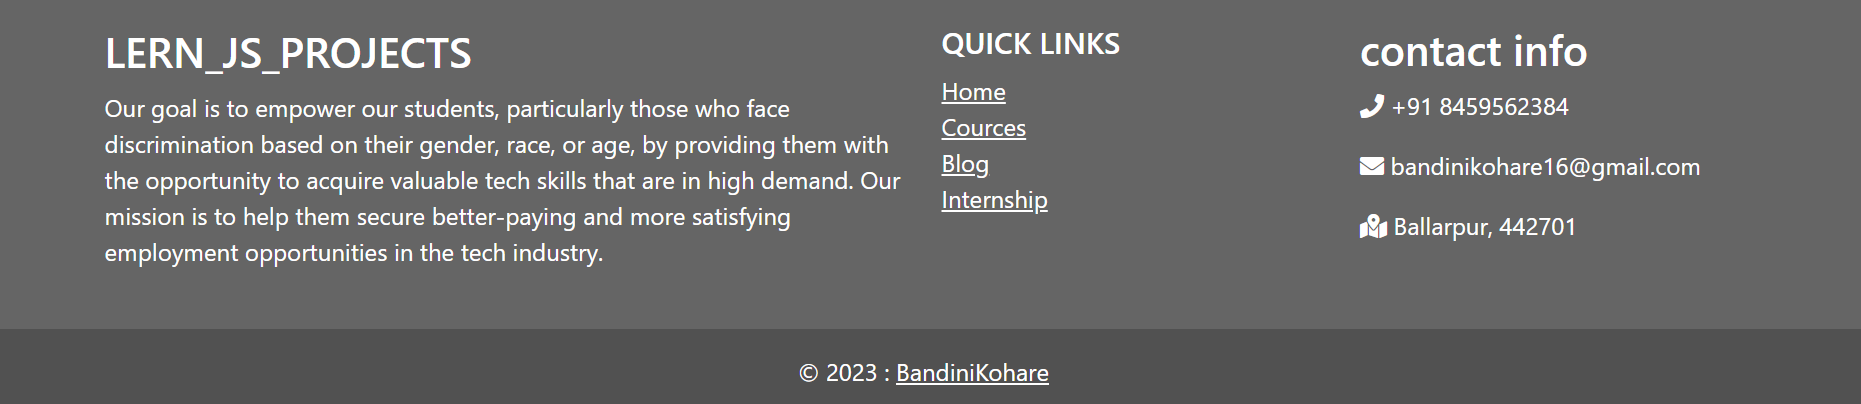 LERN_JS_PROJECTS
Our goal is to empower our students, particularly those who face
discrimination based on their gender, race, or age, by providing them with
the opportunity to acquire valuable tech skills that are in high demand. Our
mission is to help them secure better-paying and more satisfying
employment opportunities in the tech industry.
QUICK LINKS
Home
Cources
Blog
Internship
contact info
+91 8459562384
bandinikohare16@gmail.com
Ballarpur, 442701
© 2023 : BandiniKohare